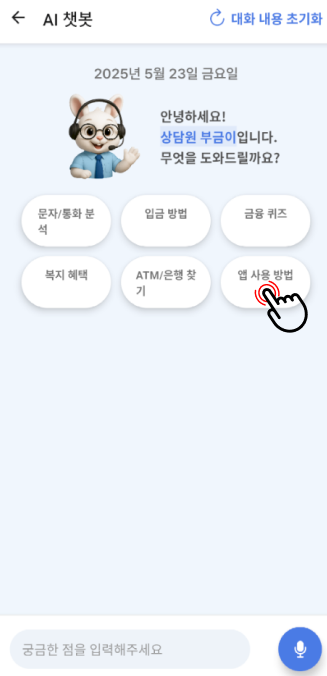 AI 챗봇
대화 내용 초기화
2025년 5월 23일 금요일
안녕하세요!
상담원 부금이입니다.
무엇을 도와드릴까요?
문자/통화 분
석
입금 방법
금융 퀴즈
복지 혜택
ATM/은행 찾
기
앱 사용 방법
궁금한 점을 입력해주세요